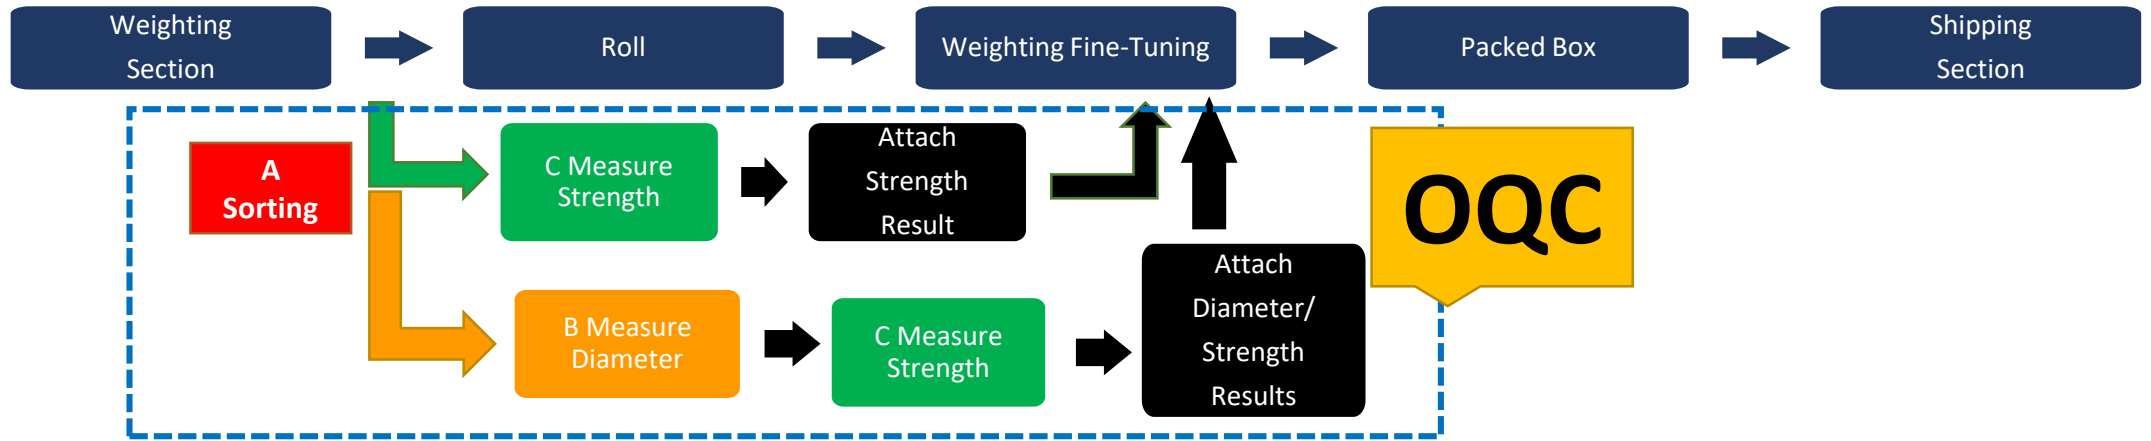 Weighting
Section
Roll
Weighting Fine-Tuning
Packed Box
Shipping
Section
A
Sorting
C Measure
Strength
Attach
Strength
Result
OQC
B Measure
Diameter
C Measure
Strength
Attach
Diameter/
Strength
Results